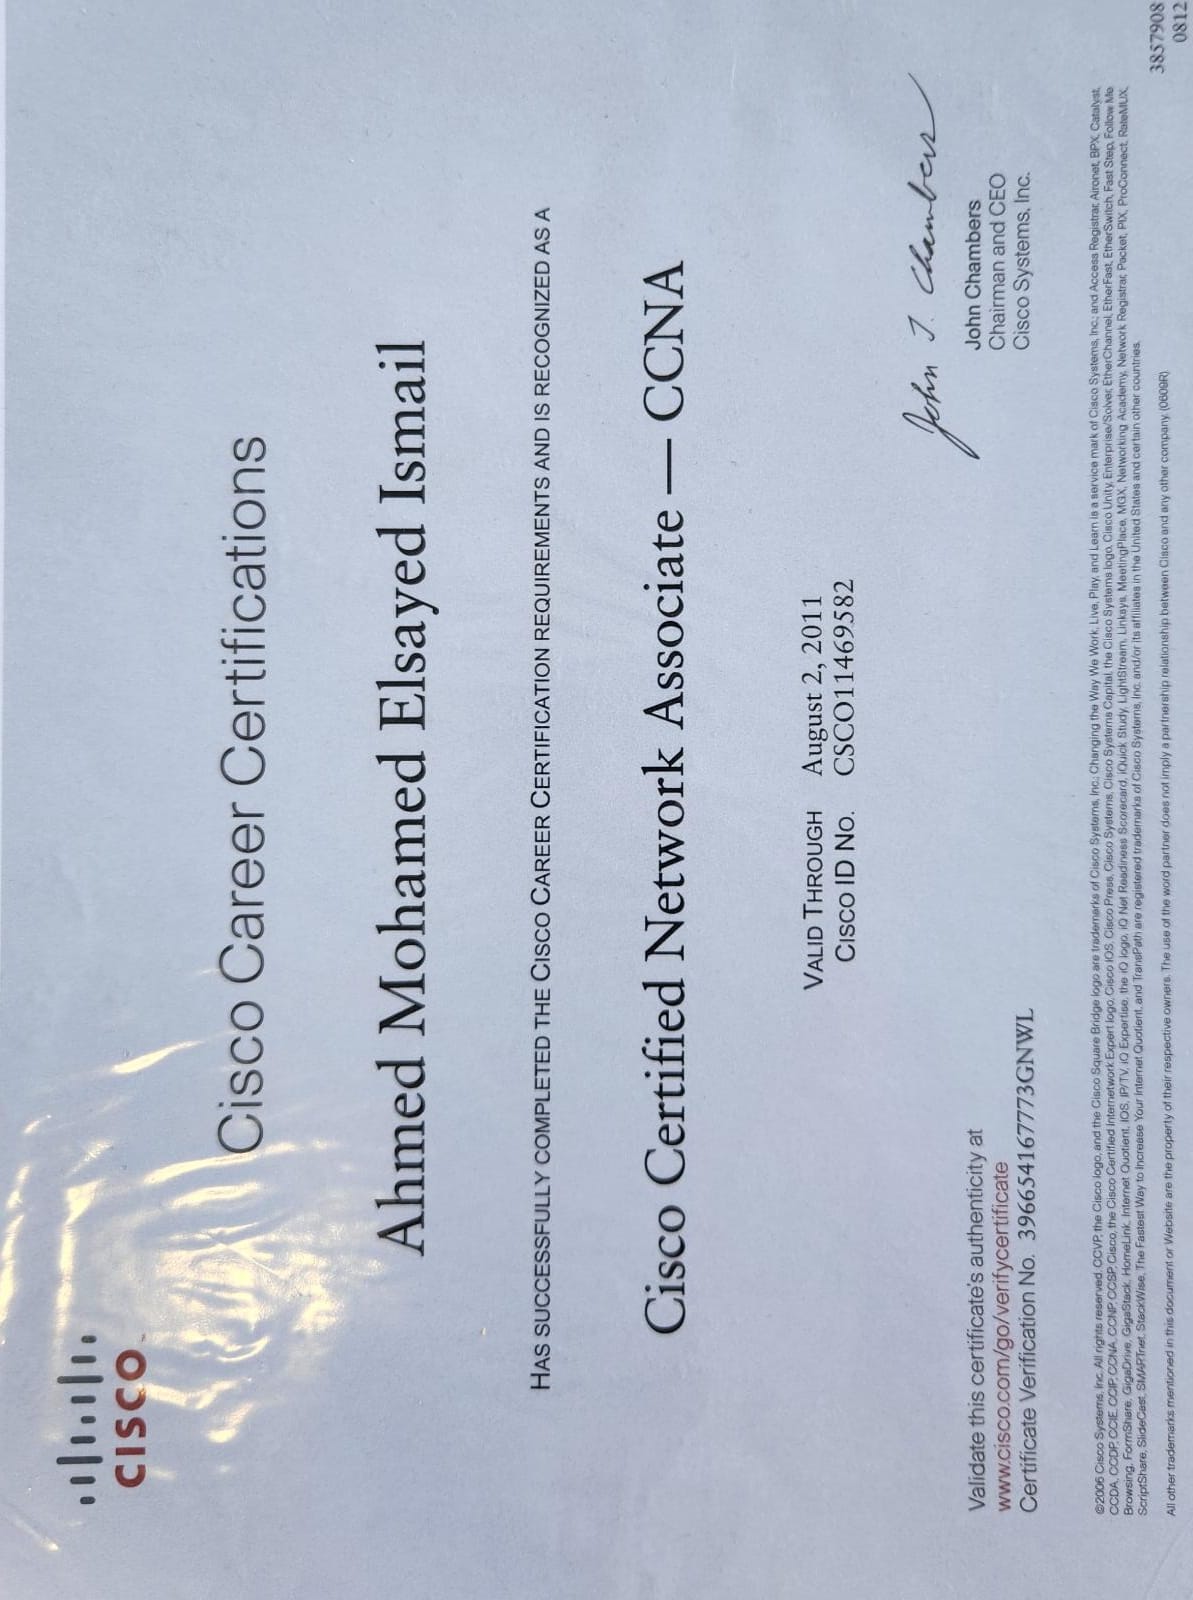 CISCO
Cisco Career Certifications
Ahmed Mohamed Elsayed Ismail
HAS SUCCESSFULLY COMPLETED THE CISCO CAREER CERTIFICATION REQUIREMENTS AND IS RECOGNIZED AS A
Cisco Certified Network Associate — CCNA
VALID THROUGH August 2, 2011
CISCO ID NO. CSCO11469582
Validate this certificate's authenticity at
www.cisco.com/go/verifycertificate
Certificate Verification No. 396654167773GNWL
John T. Chambers
John Chambers
Chairman and CEO
Cisco Systems, Inc.
©2006 Cisco Systems, Inc. All rights reserved. CCVP, the Cisco logo, and the Cisco Square Bridge logo are trademarks of Cisco Systems, Inc.; Changing the Way We Work, Live, Play, and Learn is a service mark of Cisco Systems, Inc.; and Access Registrar, Aironet, BPX, Catalyst,
CCDA, CCDP, CCIE, CCIP, CCNA, CCNP, CCSP, Cisco, the Cisco Certified Internetwork Expert logo, Cisco IOS, Cisco Press, Cisco Systems, Cisco Systems Capital, the Cisco Systems logo, Cisco Unity, Enterprise/Solver, EtherChannel, EtherFast, EtherSwitch, Fast Step, Follow Me
Browsing, FormShare, GigaDrive, GigaStack, HomeLink, Internet Quotient, IOS, IP/TV, iQ Expertise, the iQ logo, iQ Net Readiness Scorecard, iQuick Study, LightStream, Linksys, MeetingPlace, MGX, Networking Academy, Network Registrar, Packet, PIX, ProConnect, RateMUX,
ScriptShare, SlideCast, SMARTnet, StackWise, The Fastest Way to Increase Your Internet Quotient, and TransPath are registered trademarks of Cisco Systems, Inc. and/or its affiliates in the United States and certain other countries.
All other trademarks mentioned in this document or Website are the property of their respective owners. The use of the word partner does not imply a partnership relationship between Cisco and any other company. (0609R)
3857908
0812